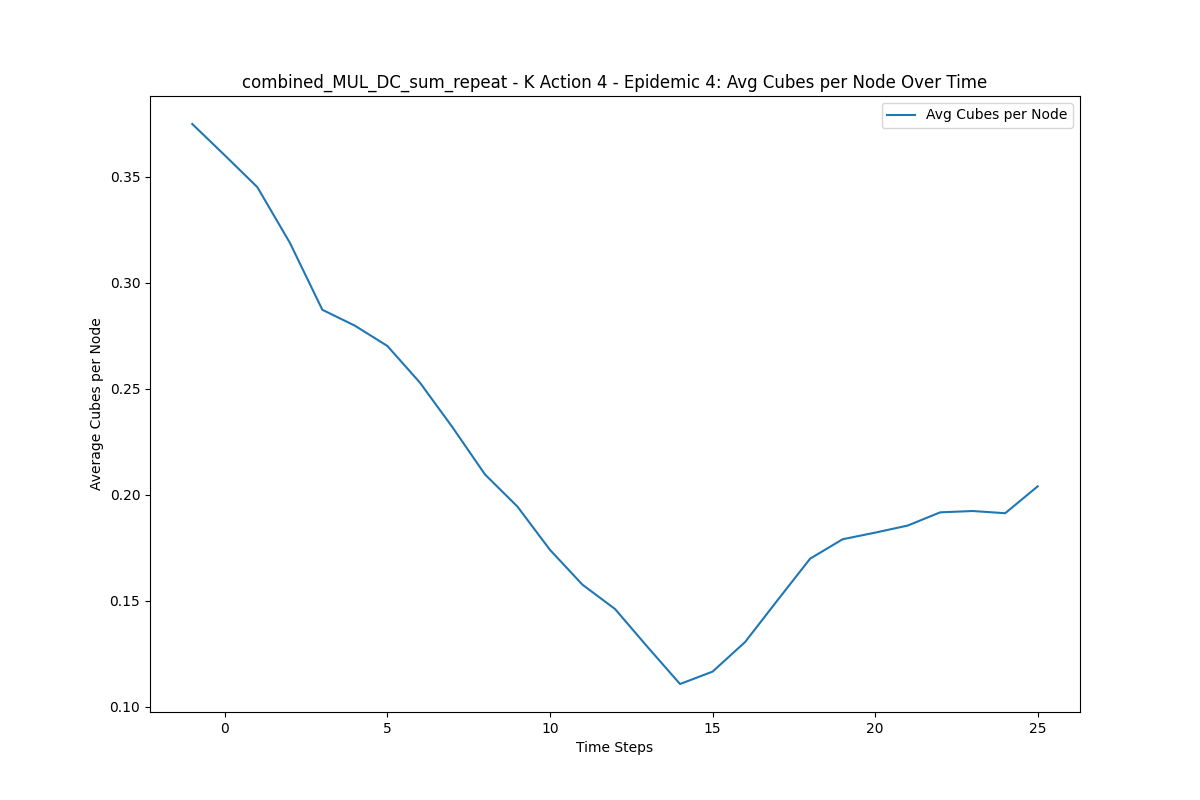 combined_MUL_DC_sum_repeat - K Action 4 - Epidemic 4: Avg Cubes per Node Over Time
Avg Cubes per Node
0.35
0.30
0.25
0.20
0.15
0.10
Average Cubes per Node
0 5 10 15 20 25
Time Steps